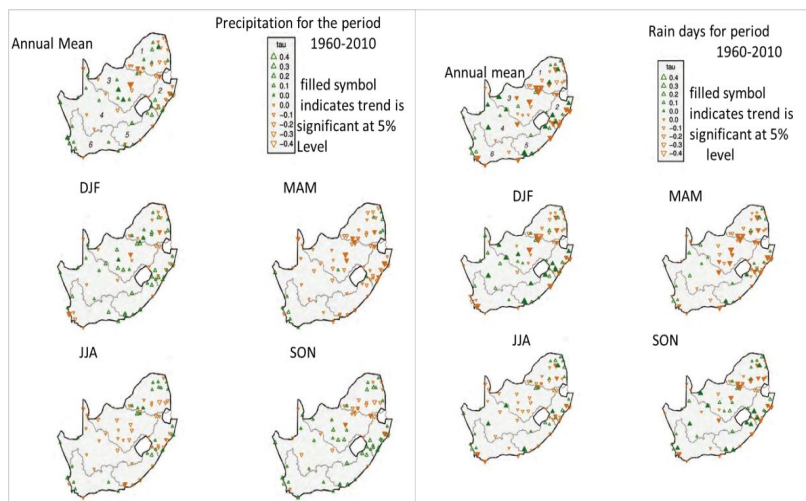 Annual Mean
Precipitation for the period
1960-2010
tau
0.4
0.3
0.2
0.1
0.0
0.0
−0.1
−0.2
−0.3
−0.4
filled symbol
indicates trend is
significant at 5%
Level
1
2
3
4
5
6
DJF
MAM
JJA
SON
Rain days for period
1960-2010
Annual mean
tau
0.4
0.3
0.2
0.1
0.0
0.0
−0.1
−0.2
−0.3
−0.4
filled symbol
indicates trend is
significant at 5%
level
1
2
3
4
5
6
DJF
MAM
JJA
SON